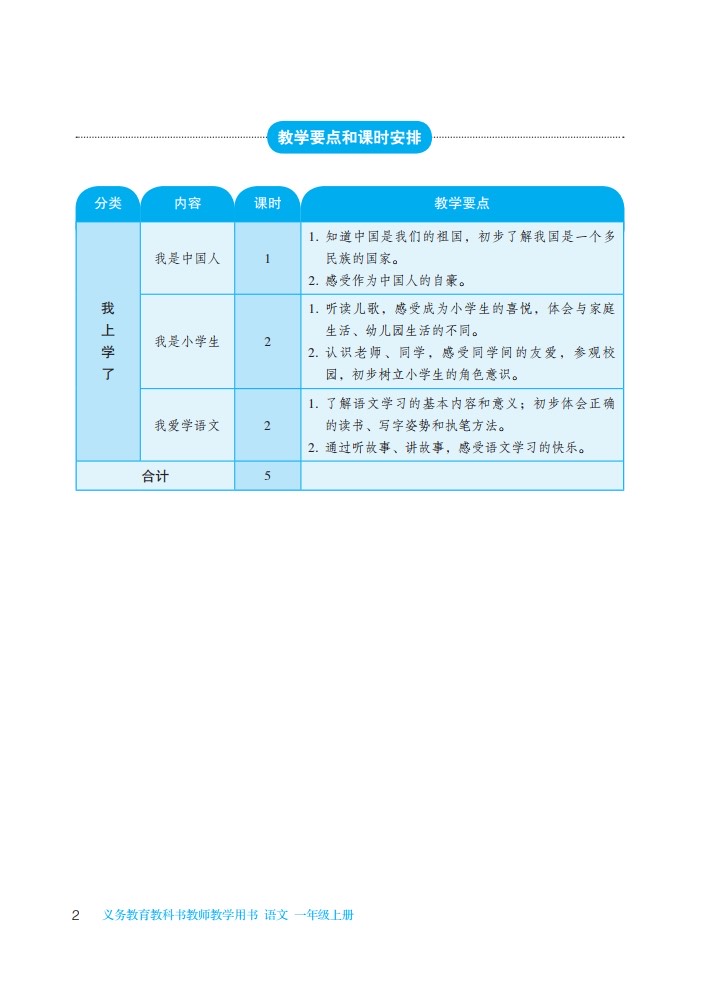 教学要点和课时安排
分类 内容 课时 教学要点
我上学了
我是中国人 1
1. 知道中国是我们的祖国，初步了解我国是一个多
民族的国家。
2. 感受作为中国人的自豪。
我是小学生 2
1. 听读儿歌，感受成为小学生的喜悦，体会与家庭
生活、幼儿园生活的不同。
2. 认识老师、同学，感受同学间的友爱，参观校
园，初步树立小学生的角色意识。
我爱学语文 2
1. 了解语文学习的基本内容和意义；初步体会正确
的读书、写字姿势和执笔方法。
2. 通过听故事、讲故事，感受语文学习的快乐。
合计 5
2 义务教育教科书教师教学用书 语文 一年级上册